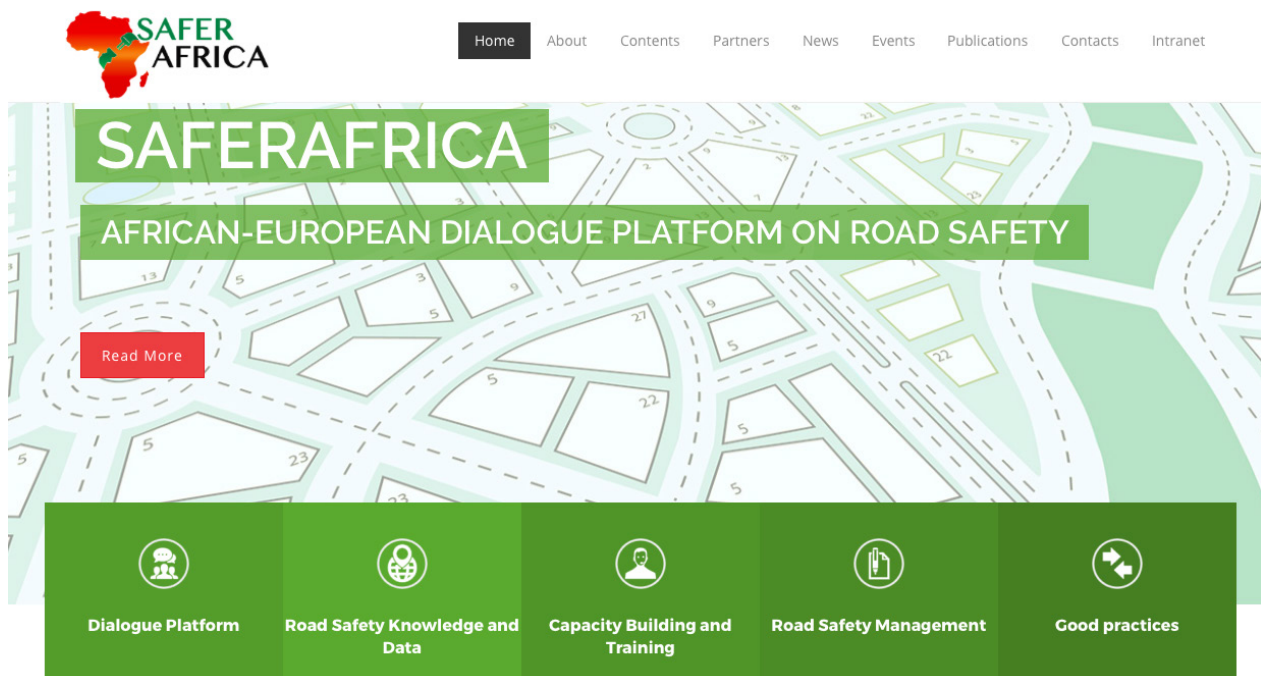 SAFER
AFRICA
Home About Contents Partners News Events Publications Contacts Intranet
SAFERAFRICA
AFRICAN-EUROPEAN DIALOGUE PLATFORM ON ROAD SAFETY
Read More
Dialogue Platform
Road Safety Knowledge and
Data
Capacity Building and
Training
Road Safety Management
Good practices